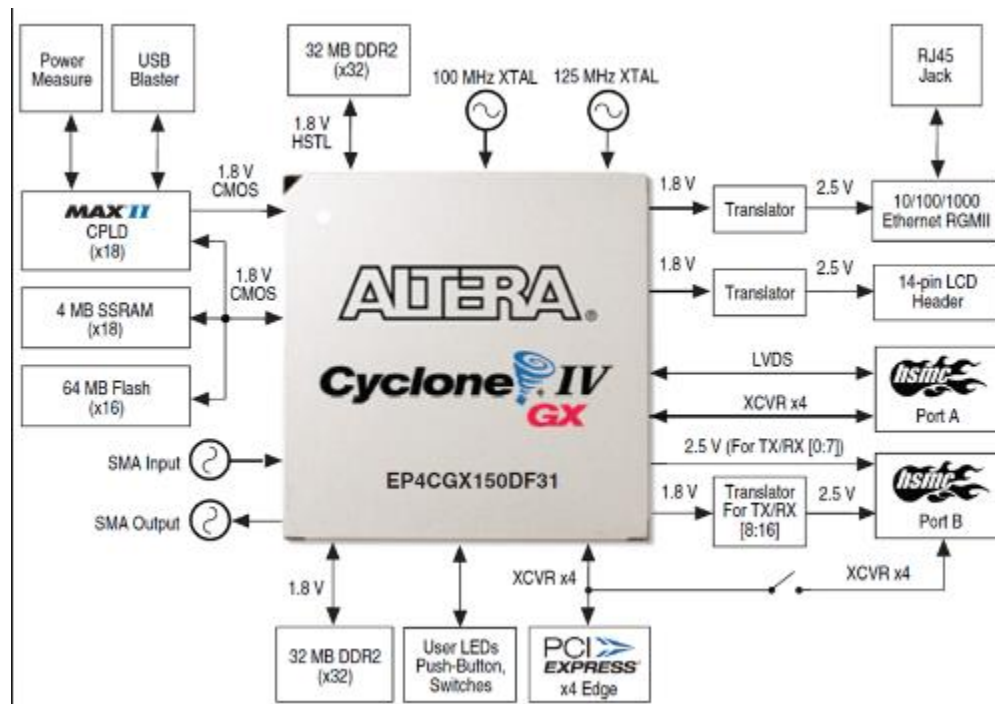 Power
Measure
USB
Blaster
32 MB DDR2
(x32)
100 MHz XTAL
125 MHz XTAL
RJ45
Jack
1.8 V
HSTL
1.8 V
CMOS
MAX II
CPLD
(x18)
1.8 V
Translator
2.5 V
10/100/1000
Ethernet RGMII
1.8 V
CMOS
4 MB SSRAM
(x18)
64 MB Flash
(x16)
ALTERA®
Cyclone® IV
GX
EP4CGX150DF31
1.8 V
Translator
2.5 V
14-pin LCD
Header
LVDS
XCVR x4
hsmc
Port A
SMA Input
SMA Output
2.5 V (For TX/RX [0:7])
1.8 V
Translator
For TX/RX
[8:16]
2.5 V
hsmc
Port B
1.8 V
XCVR x4
XCVR x4
32 MB DDR2
(x32)
User LEDs
Push-Button,
Switches
PCI
EXPRESS®
x4 Edge